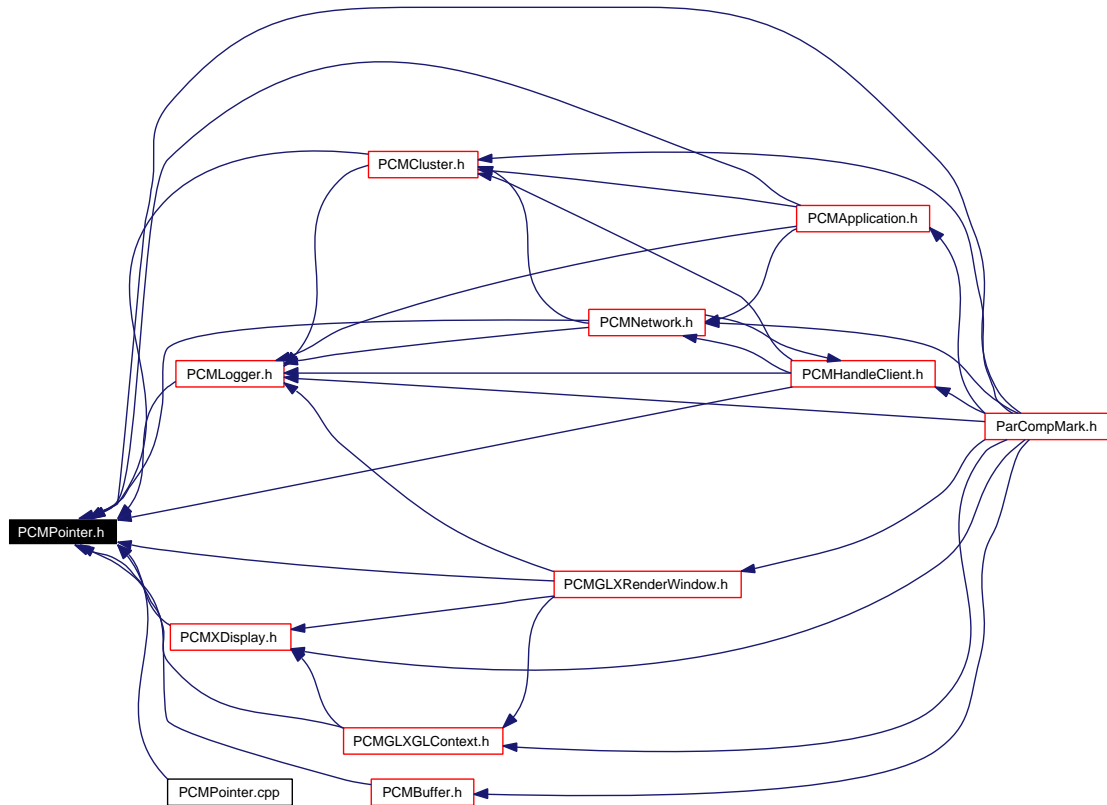 PCMCluster.h
PCMApplication.h
PCMNetwork.h
PCMLogger.h
PCMHandleClient.h
ParCompMark.h
PCMPointer.h
PCMGLXRenderWindow.h
PCMXDisplay.h
PCMGLXGLContext.h
PCMPointer.cpp
PCMBuffer.h